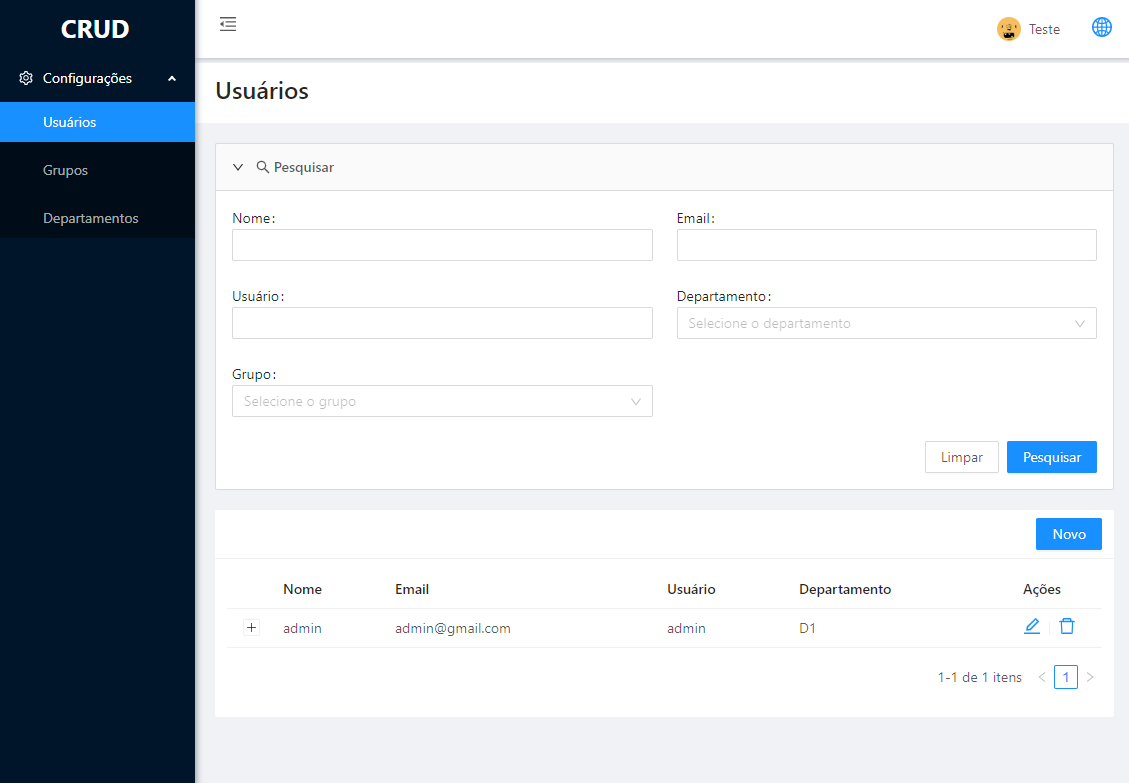 CRUD
Teste
Configurações
Usuários
Grupos
Departamentos
Usuários
Pesquisar
Nome:
Email:
Usuário:
Departamento:
Selecione o departamento
Grupo:
Selecione o grupo
Limpar
Pesquisar
Novo
Nome Email Usuário Departamento Ações
admin admin@gmail.com admin D1
1-1 de 1 itens < 1 >